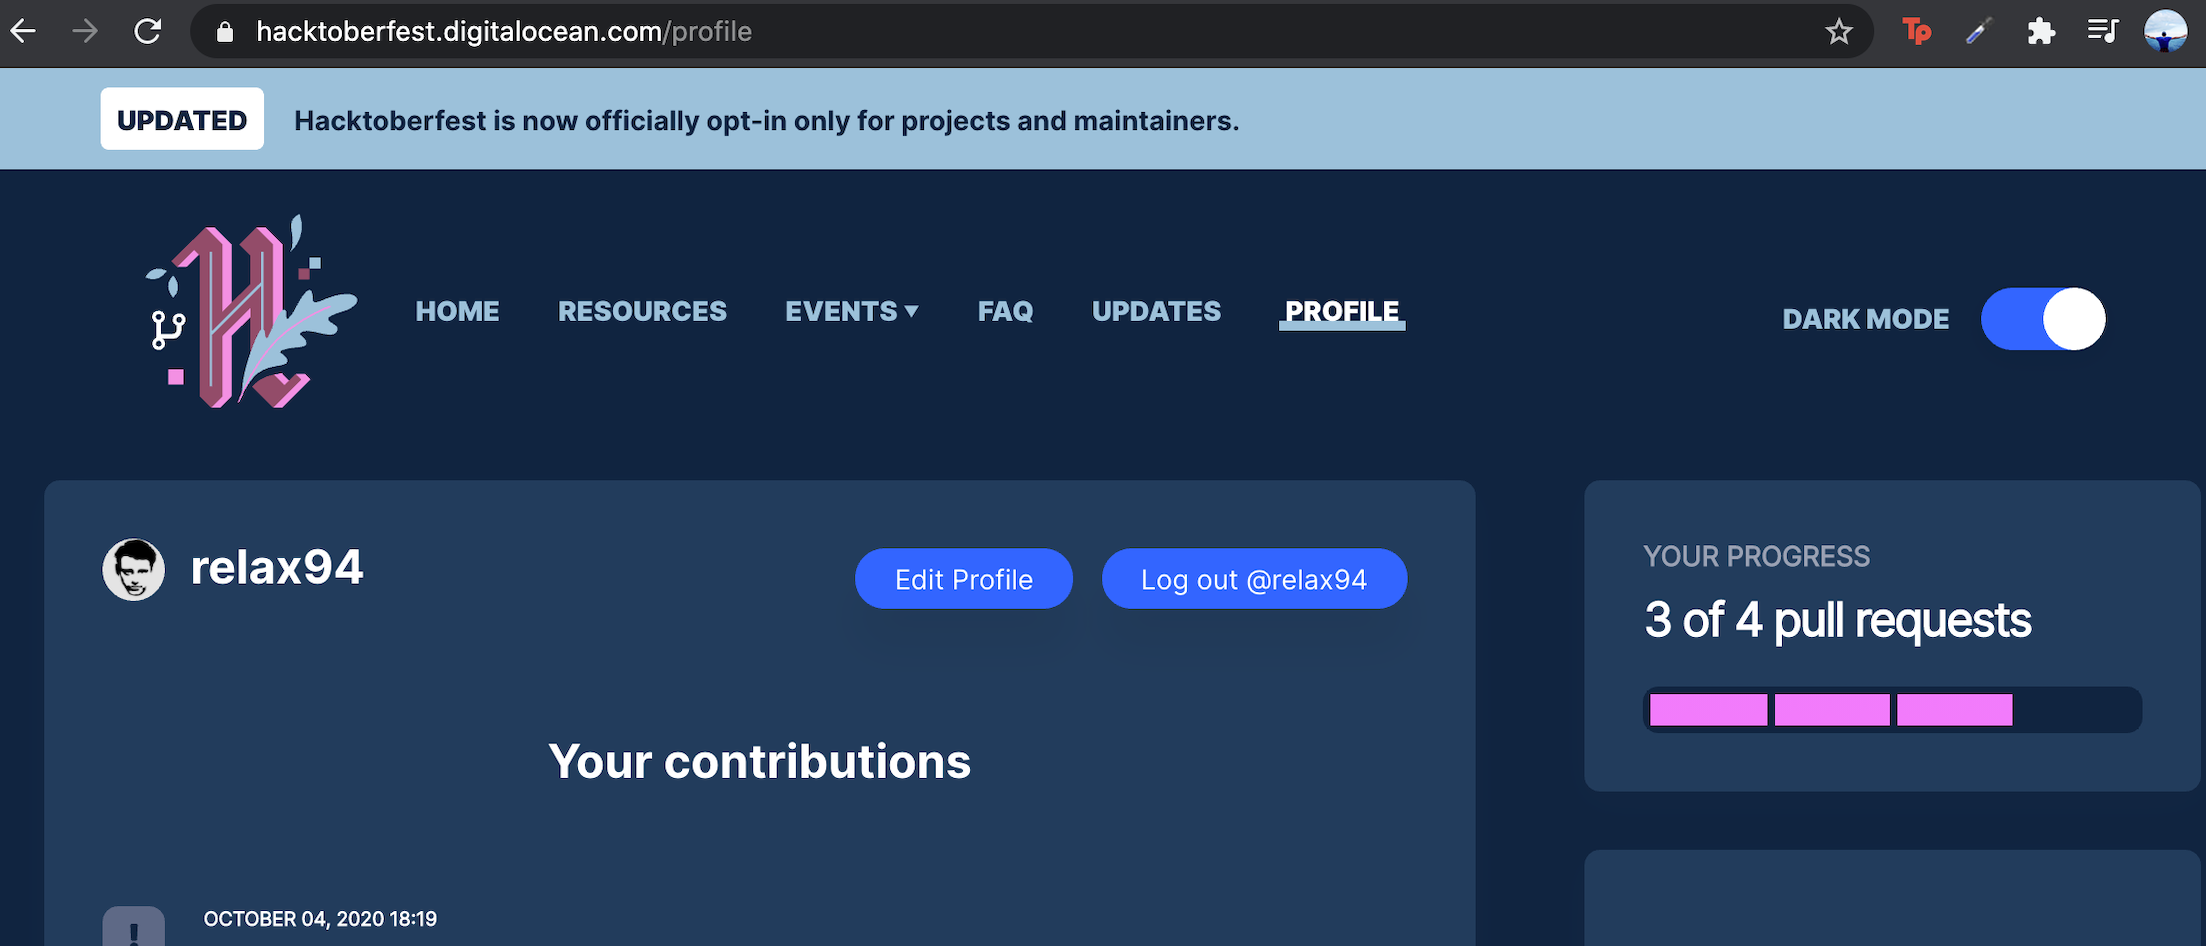 hacktoberfest.digitalocean.com/profile
Tp
UPDATED Hacktoberfest is now officially opt-in only for projects and maintainers.
HOME RESOURCES EVENTS▼ FAQ UPDATES PROFILE DARK MODE
relax94
Edit Profile
Log out @relax94
Your contributions
!
OCTOBER 04, 2020 18:19
YOUR PROGRESS
3 of 4 pull requests